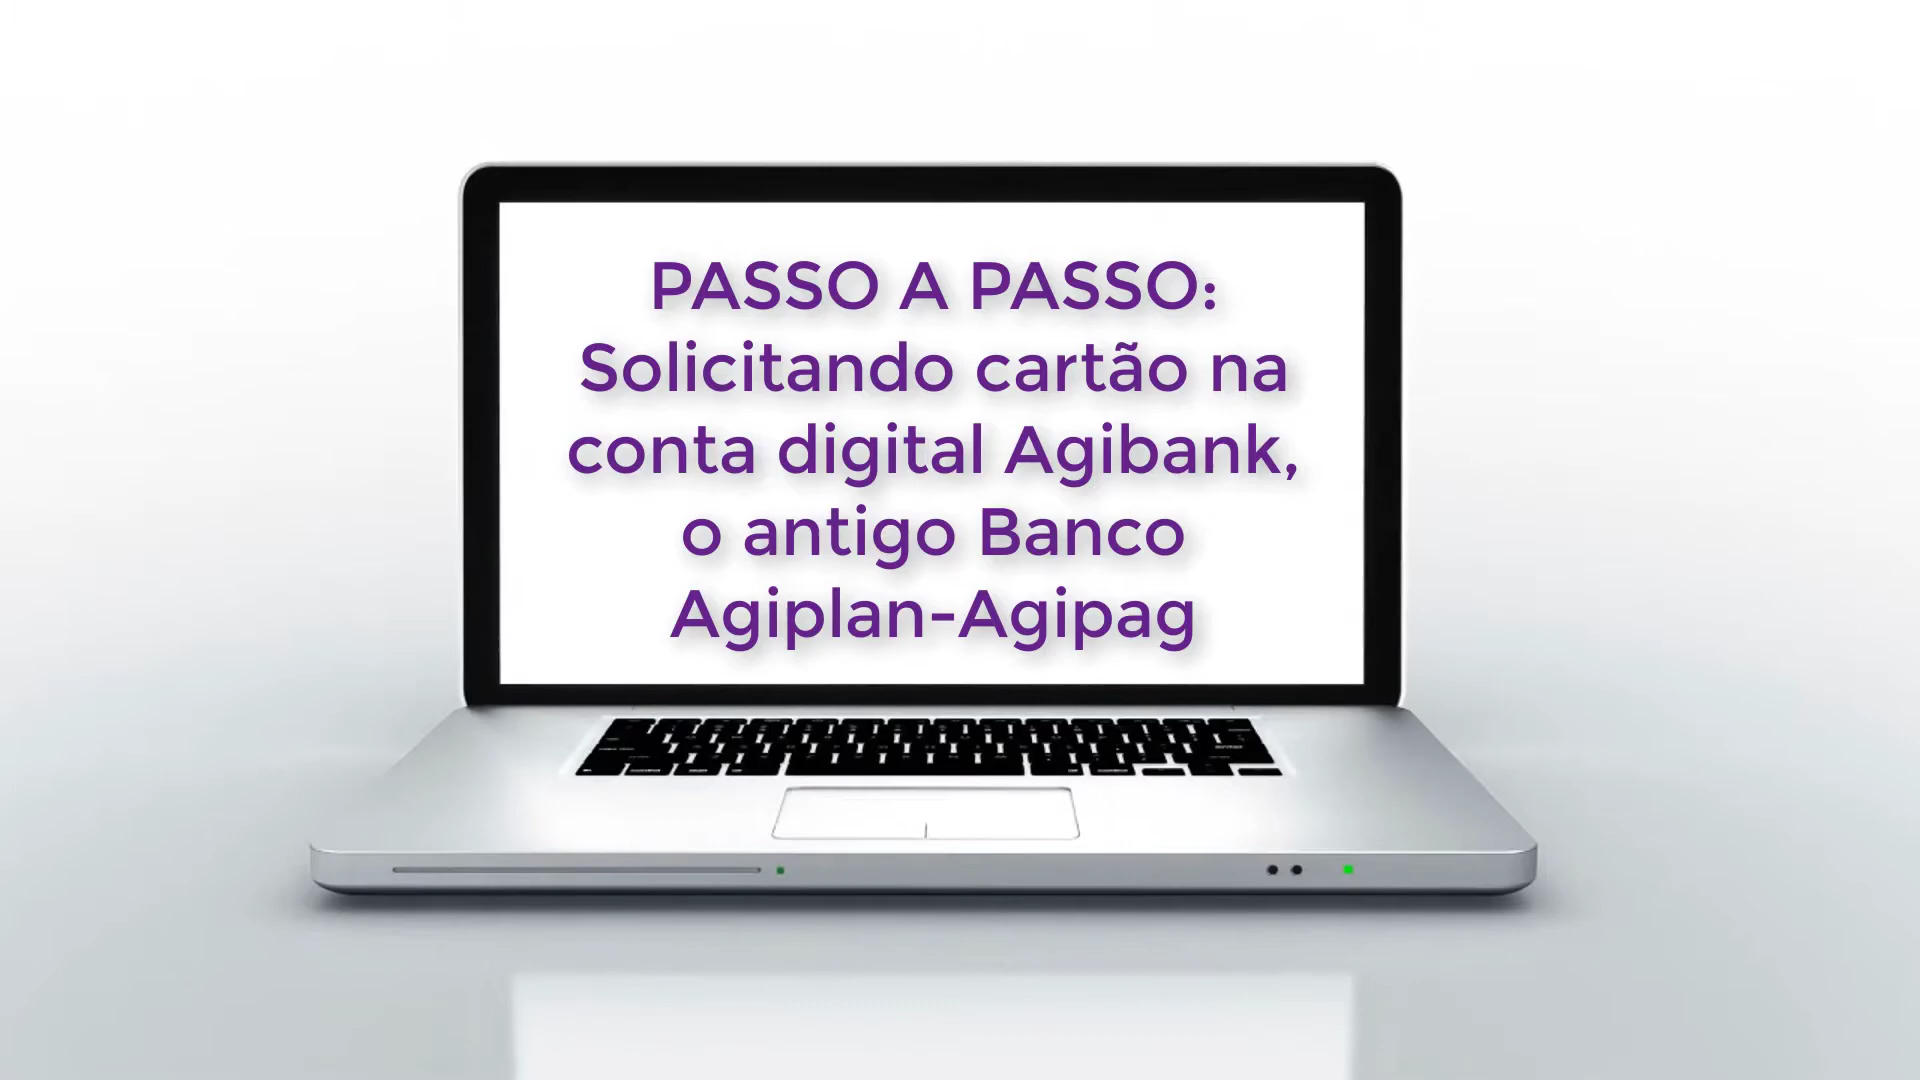 PASSO A PASSO:
Solicitando cartão na
conta digital Agibank,
o antigo Banco
Agiplan-Agipag